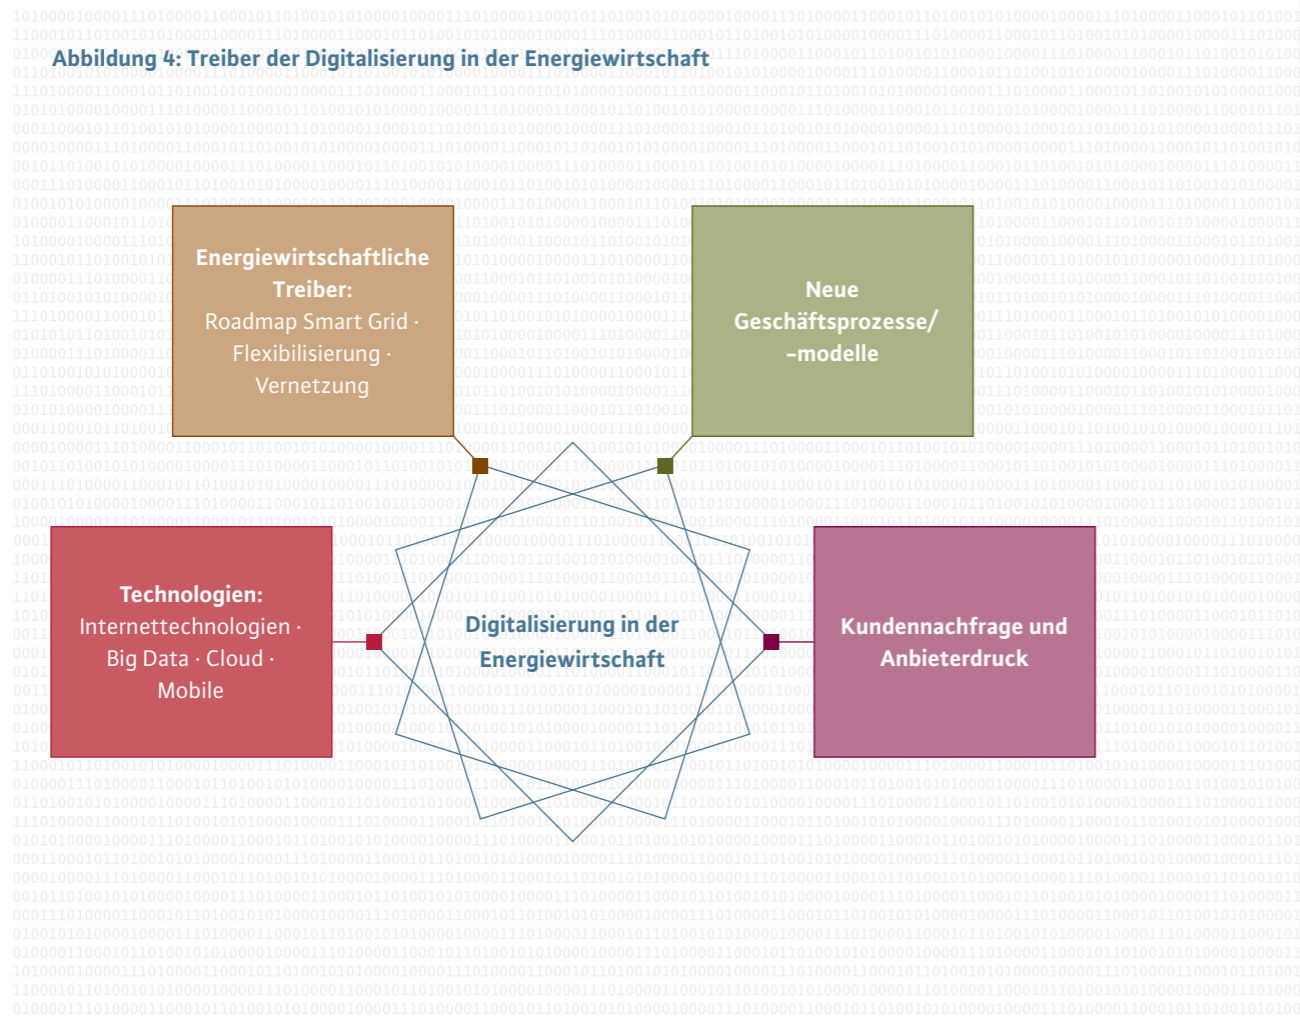 Abbildung 4: Treiber der Digitalisierung in der Energiewirtschaft
Energiewirtschaftliche
Treiber:
Roadmap Smart Grid ·
Flexibilisierung ·
Vernetzung
Neue
Geschäftsprozesse/
-modelle
Technologien:
Internettechnologien ·
Big Data · Cloud ·
Mobile
Digitalisierung in der
Energiewirtschaft
Kundennachfrage und
Anbieterdruck